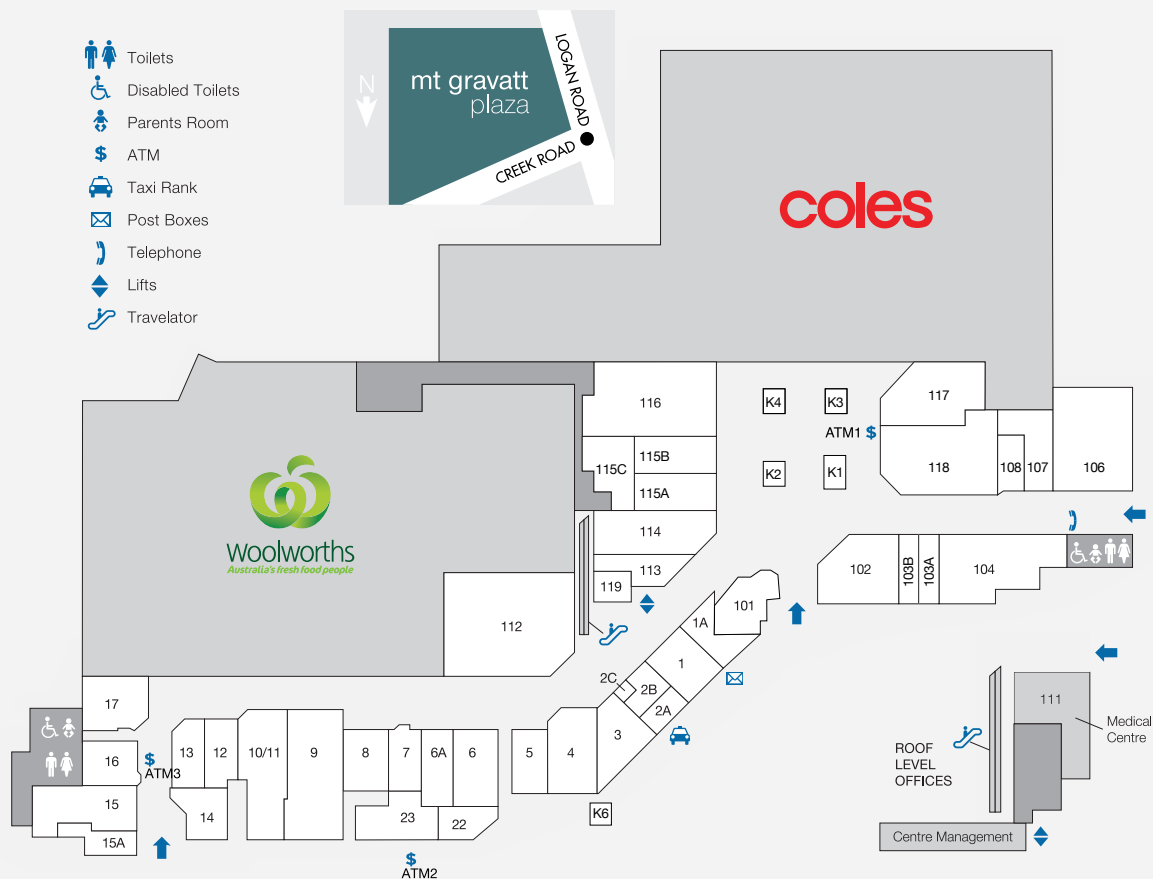 Toilets
Disabled Toilets
Parents Room
$ ATM
Taxi Rank
Post Boxes
Telephone
Lifts
Travelator
N
mt gravatt
plaza
LOGAN ROAD
CREEK ROAD
coles
Woolworths
Australia's fresh food people
116
K4
K3
117
ATM1 $
115C
115B
115A
K2
K1
118
108
107
106
114
113
119
112
102
103B
103A
104
101
1A
1
2C
2B
2A
3
17
16
$
ATM3
15
15A
13
12
10/11
9
8
7
6A
6
5
4
14
23
22
K6
$
ATM2
111
Medical
Centre
ROOF
LEVEL
OFFICES
Centre Management